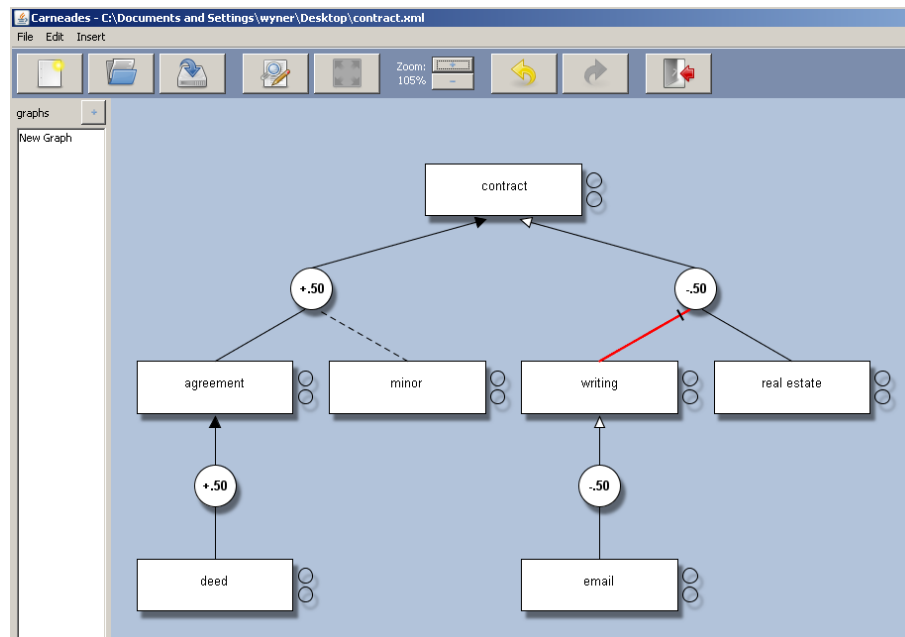 Carneades - C:\Documents and Settings\wyner\Desktop\contract.xml
File Edit Insert
Zoom:
105%
+
-
graphs +
New Graph
contract
+.50 -.50
agreement minor writing real estate
+.50 -.50
deed email